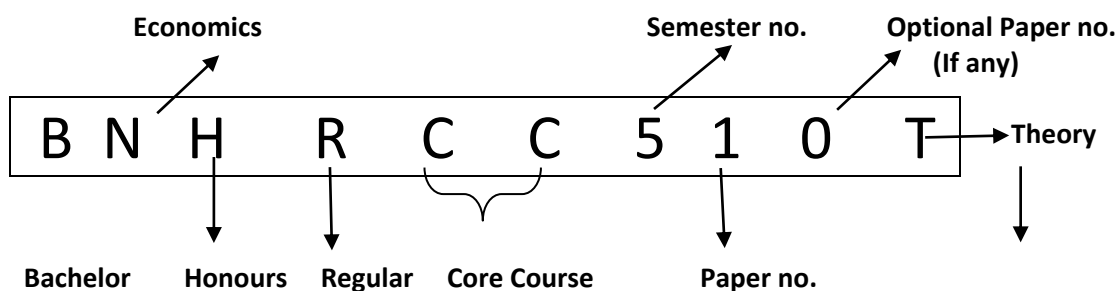 Economics Semester no. Optional Paper no.
(If any)
B N H R C C 5 1 0 T Theory
Bachelor Honours Regular Core Course Paper no.